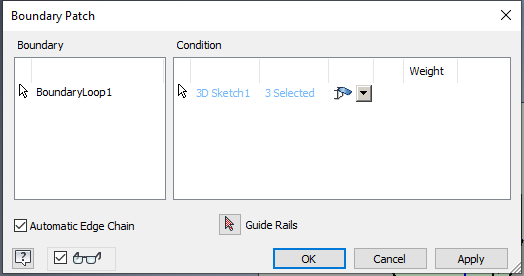 Boundary Patch
Boundary
Condition
Weight
BoundaryLoop1
3D Sketch1 3 Selected
Automatic Edge Chain
Guide Rails
?
OK Cancel Apply